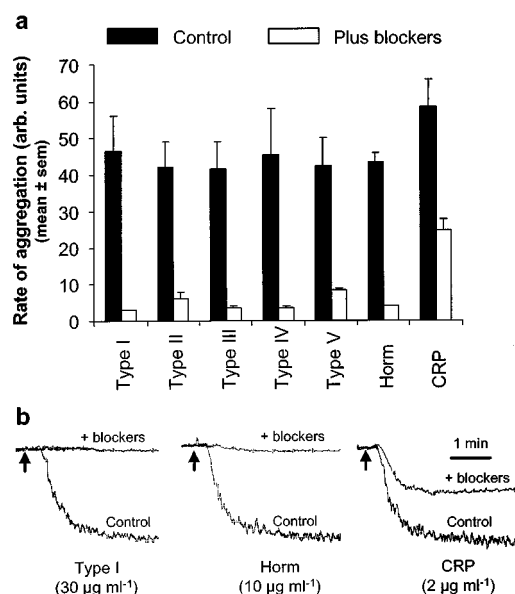 a
Control
Plus blockers
Rate of aggregation (arb. units)
(mean ± sem)
70
60
50
40
30
20
10
0
Type I
Type II
Type III
Type IV
Type V
Horm
CRP
b
+ blockers
Control
Type I
(30 µg ml-1)
+ blockers
Control
Horm
(10 µg ml-1)
1 min
+ blockers
Control
CRP
(2 µg ml-1)